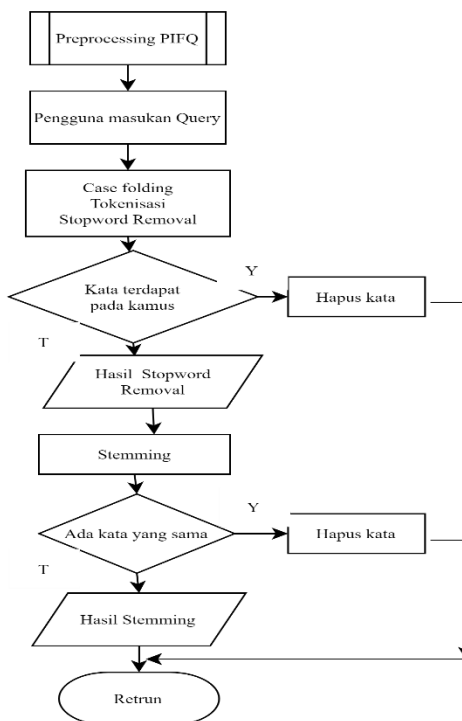 Preprocessing PIFQ
Pengguna masukan Query
Case folding
Tokenisasi
Stopword Removal
Kata terdapat
pada kamus
Y
Hapus kata
T
Hasil Stopword
Removal
Stemming
Ada kata yang sama
Y
Hapus kata
T
Hasil Stemming
Retrun